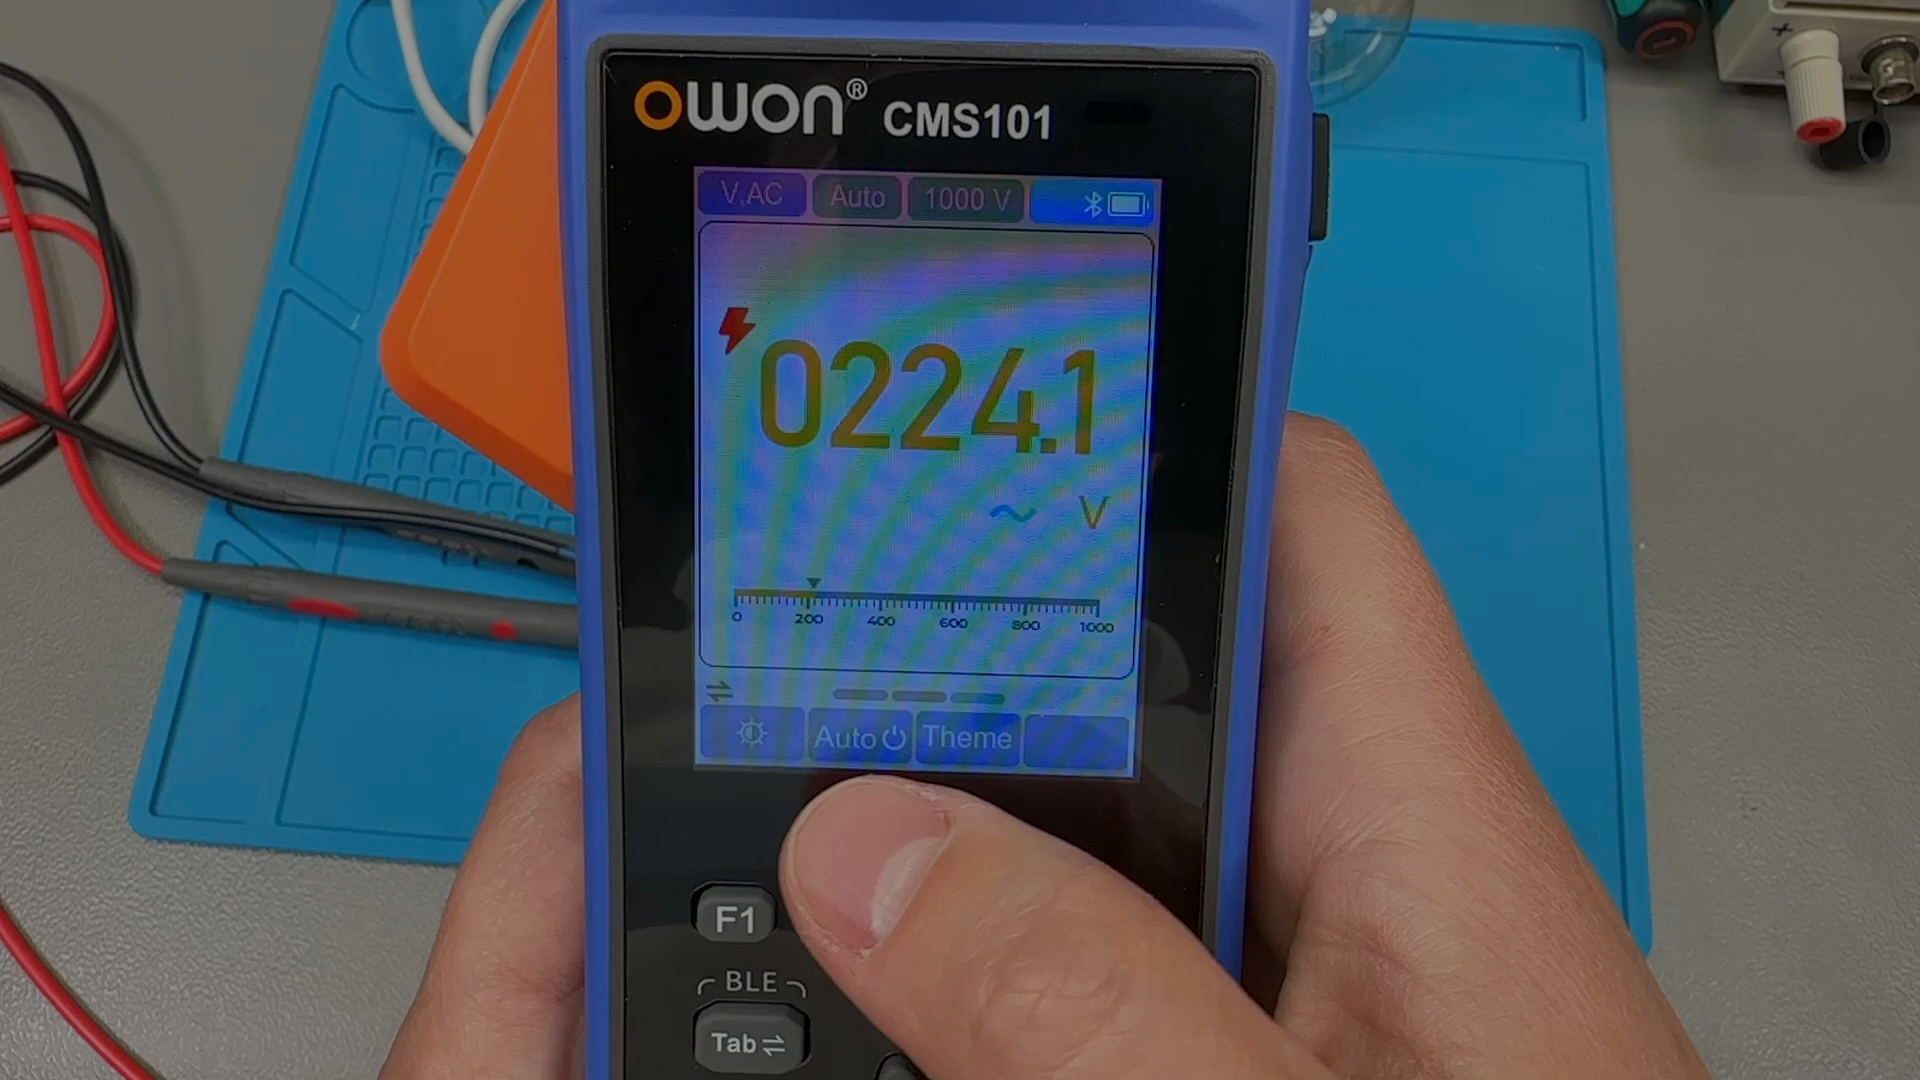 OWON® CMS101
V,AC Auto 1000 V
0224.1
~ V
0 200 400 600 800 1000
Auto Theme
F1
BLE
Tab